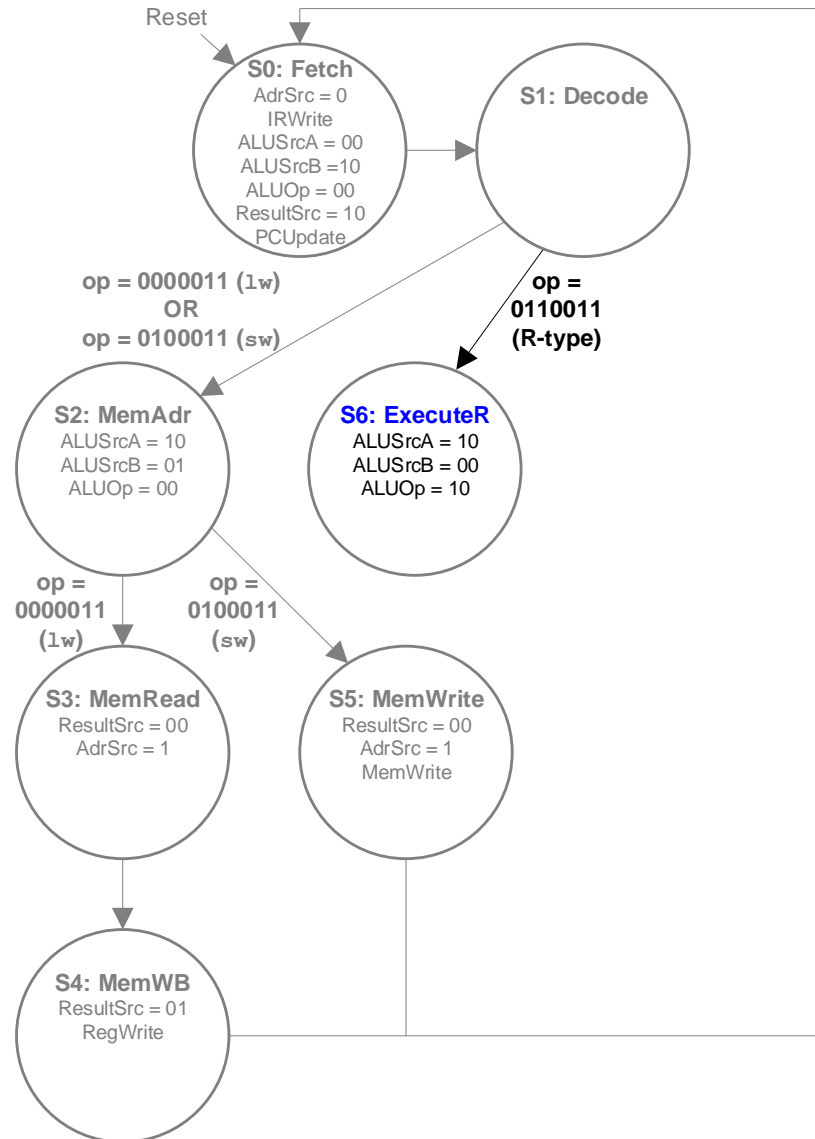 Reset
S0: Fetch
AdrSrc = 0
IRWrite
ALUSrcA = 00
ALUSrcB =10
ALUOp = 00
ResultSrc = 10
PCUpdate
S1: Decode
op = 0000011 (lw)
OR
op = 0100011 (sw)
op =
0110011
(R-type)
S2: MemAdr
ALUSrcA = 10
ALUSrcB = 01
ALUOp = 00
S6: ExecuteR
ALUSrcA = 10
ALUSrcB = 00
ALUOp = 10
op =
0000011
(lw)
op =
0100011
(sw)
S3: MemRead
ResultSrc = 00
AdrSrc = 1
S5: MemWrite
ResultSrc = 00
AdrSrc = 1
MemWrite
S4: MemWB
ResultSrc = 01
RegWrite